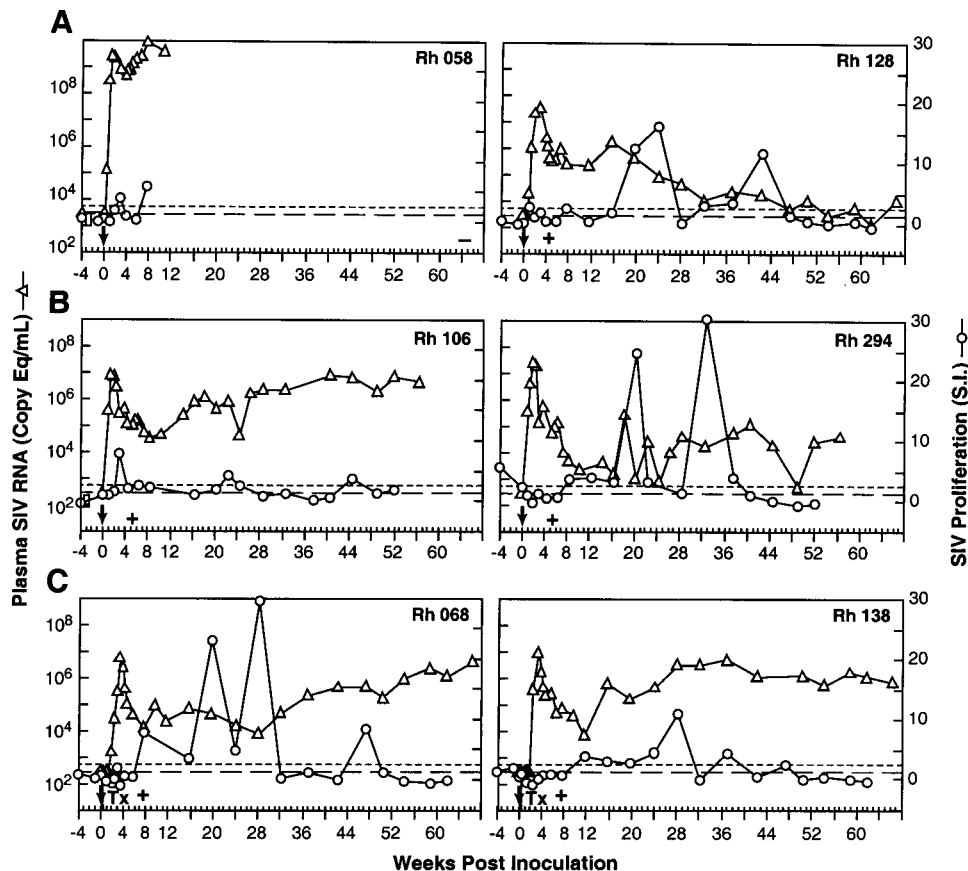 A
Rh 058
Rh 128
10^8
10^6
10^4
10^2
30
20
10
0
-4 0 4 8 12 16 20 28 36 44 52 60
-4 0 4 12 20 28 36 44 52 60
B
Rh 106
Rh 294
10^8
10^6
10^4
10^2
30
20
10
0
-4 0 4 8 12 20 28 36 44 52 60
-4 0 4 8 12 20 28 36 44 52 60
C
Rh 068
Rh 138
10^8
10^6
10^4
10^2
30
20
10
0
T x +
T x +
-4 0 4 12 20 28 36 44 52 60
-4 0 4 12 20 28 36 44 52 60
Plasma SIV RNA (Copy Eq/mL)
SIV Proliferation (S.I.)
Weeks Post Inoculation